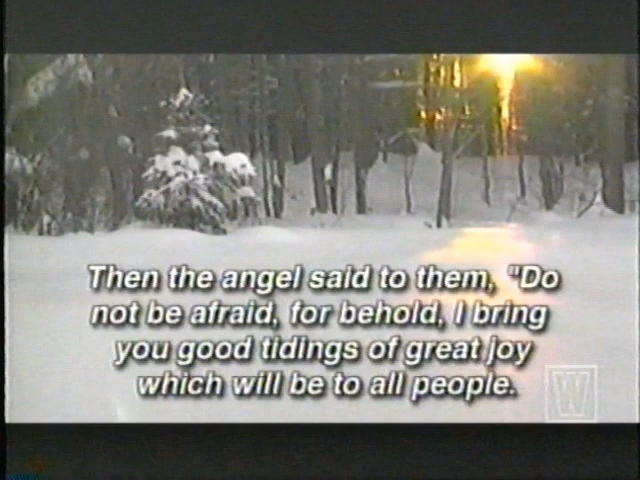 Then the angel said to them, "Do
not be afraid, for behold, I bring
you good tidings of great joy
which will be to all people.
W